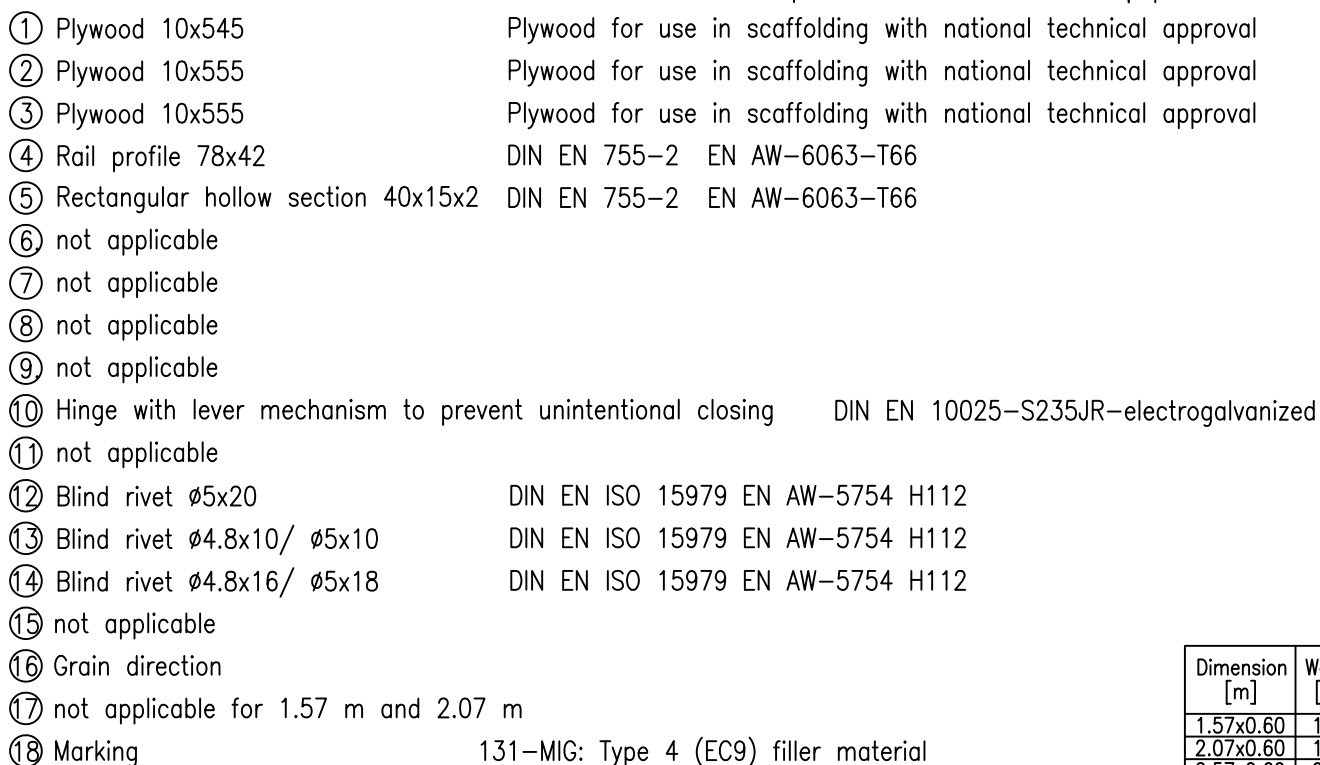 ① Plywood 10x545 Plywood for use in scaffolding with national technical approval
② Plywood 10x555 Plywood for use in scaffolding with national technical approval
③ Plywood 10x555 Plywood for use in scaffolding with national technical approval
④ Rail profile 78x42 DIN EN 755-2 EN AW-6063-T66
⑤ Rectangular hollow section 40x15x2 DIN EN 755-2 EN AW-6063-T66
⑥ not applicable
⑦ not applicable
⑧ not applicable
⑨ not applicable
⑩ Hinge with lever mechanism to prevent unintentional closing DIN EN 10025-S235JR-electrogalvanized
⑪ not applicable
⑫ Blind rivet ø5x20 DIN EN ISO 15979 EN AW-5754 H112
⑬ Blind rivet ø4.8x10/ ø5x10 DIN EN ISO 15979 EN AW-5754 H112
⑭ Blind rivet ø4.8x16/ ø5x18 DIN EN ISO 15979 EN AW-5754 H112
⑮ not applicable
⑯ Grain direction
⑰ not applicable for 1.57 m and 2.07 m
⑱ Marking 131-MIG: Type 4 (EC9) filler material
Dimension
[m]
1.57x0.60
2.07x0.60